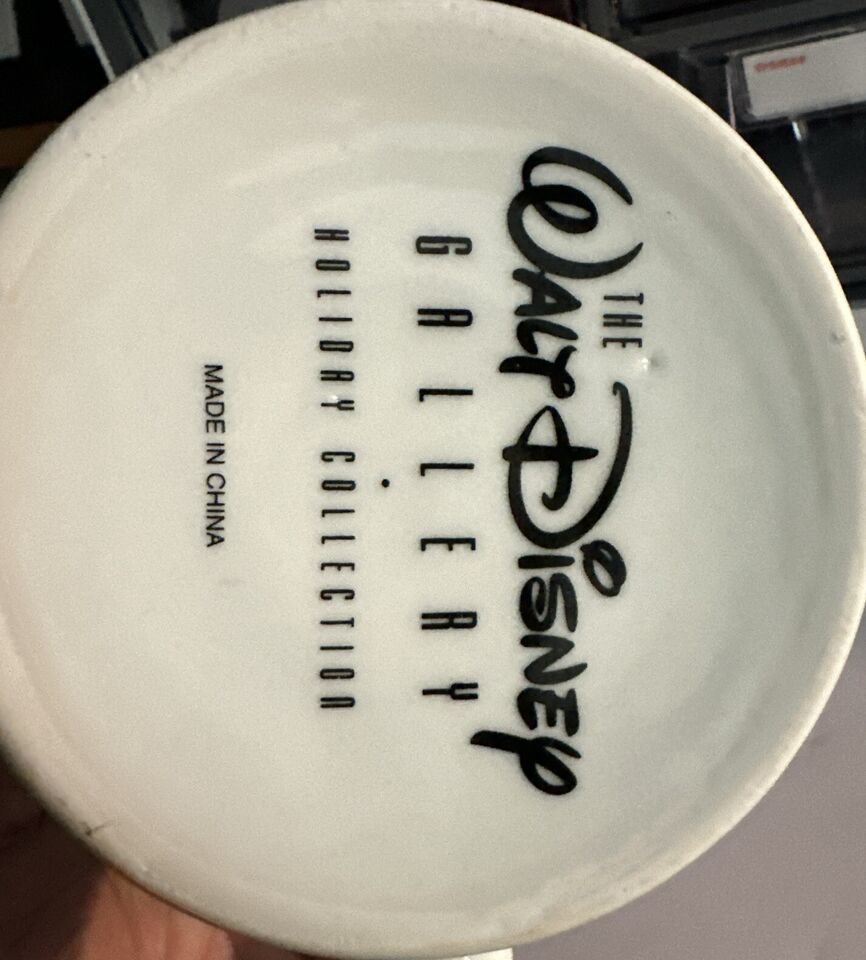 THE
WALT DISNEY
GALLERY
HOLIDAY COLLECTION
MADE IN CHINA